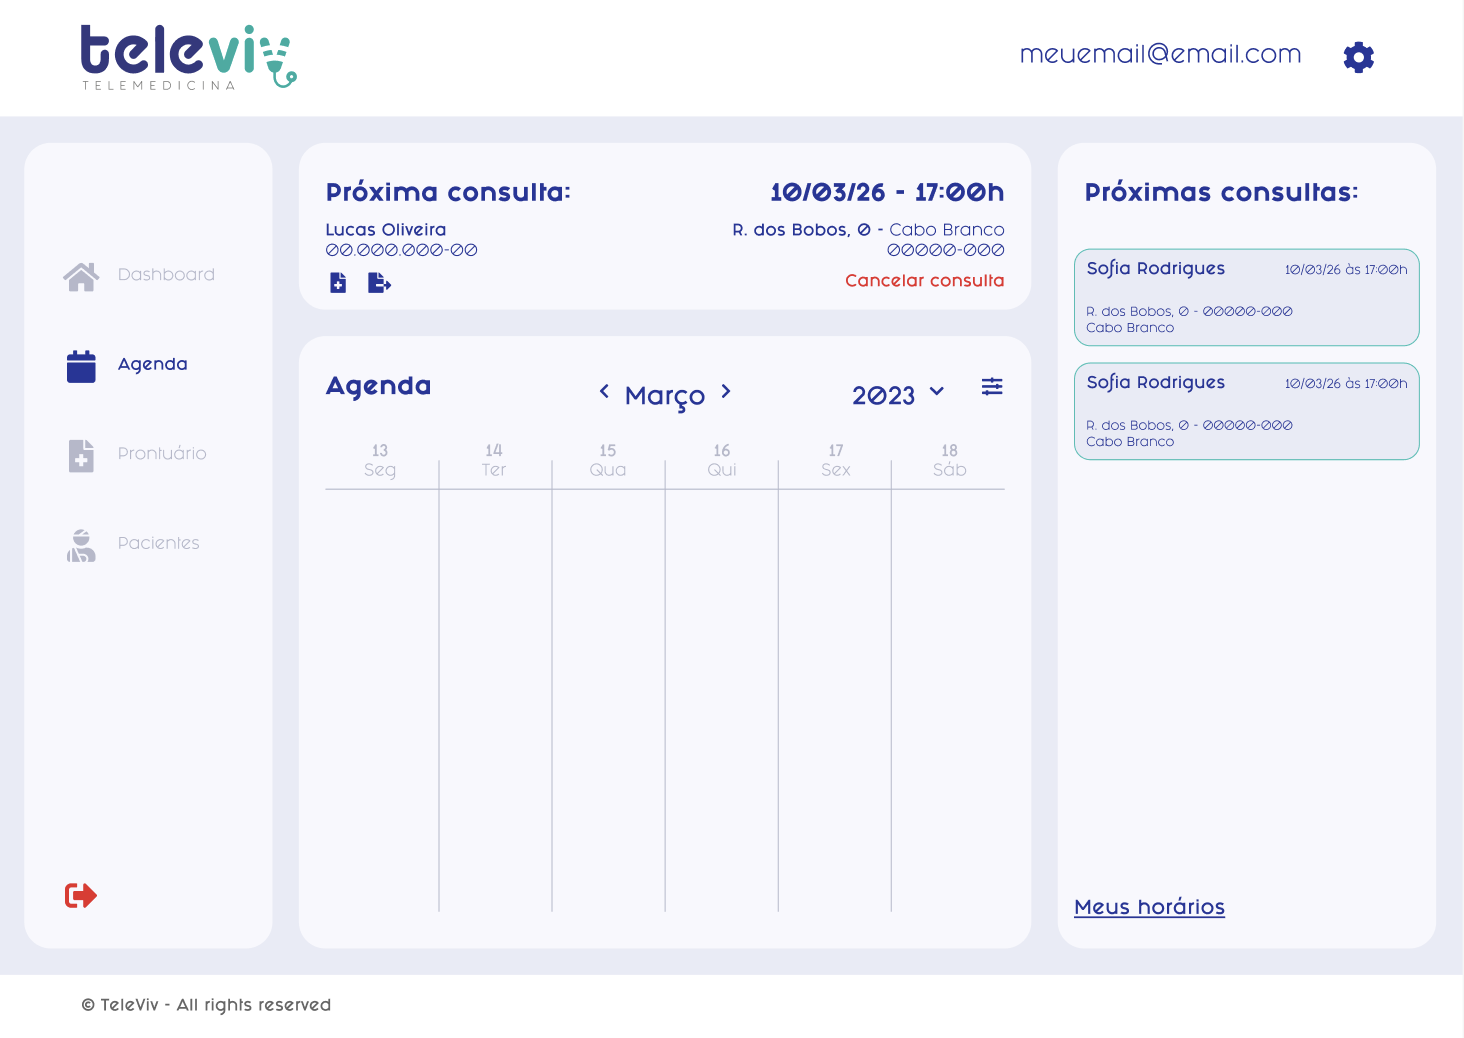 televiv
TELEMEDICINA
meuemail@email.com
Dashboard
Agenda
Prontuário
Pacientes
Próxima consulta:
10/03/26 - 17:00h
Lucas Oliveira
R. dos Bobos, 0 - Cabo Branco
00.000.000-00
00000-000
Cancelar consulta
Agenda
Março
2023
13
14
15
16
17
18
Seg
Ter
Qua
Qui
Sex
Sáb
Próximas consultas:
Sofia Rodrigues
10/03/26 às 17:00h
R. dos Bobos, 0 - 00000-000
Cabo Branco
Sofia Rodrigues
10/03/26 às 17:00h
R. dos Bobos, 0 - 00000-000
Cabo Branco
Meus horários
© TeleViv - All rights reserved